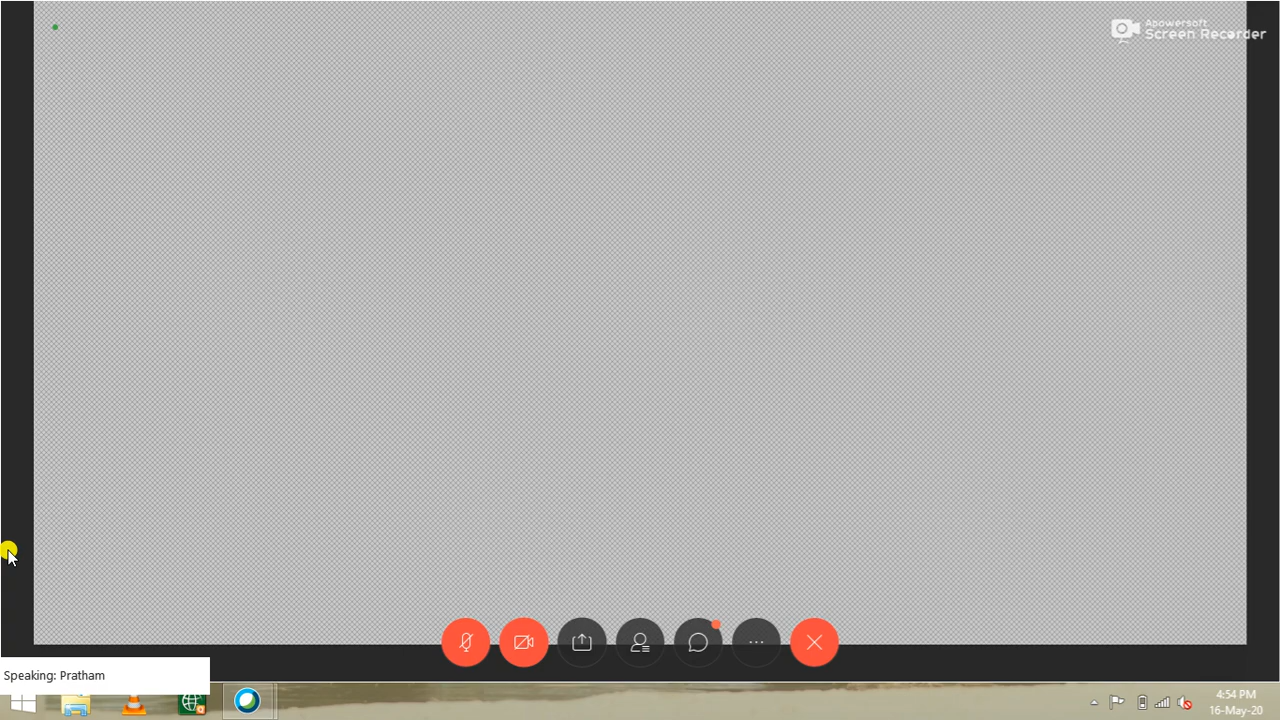 Apowersoft
Screen Recorder
Speaking: Pratham
4:54 PM
16-May-20